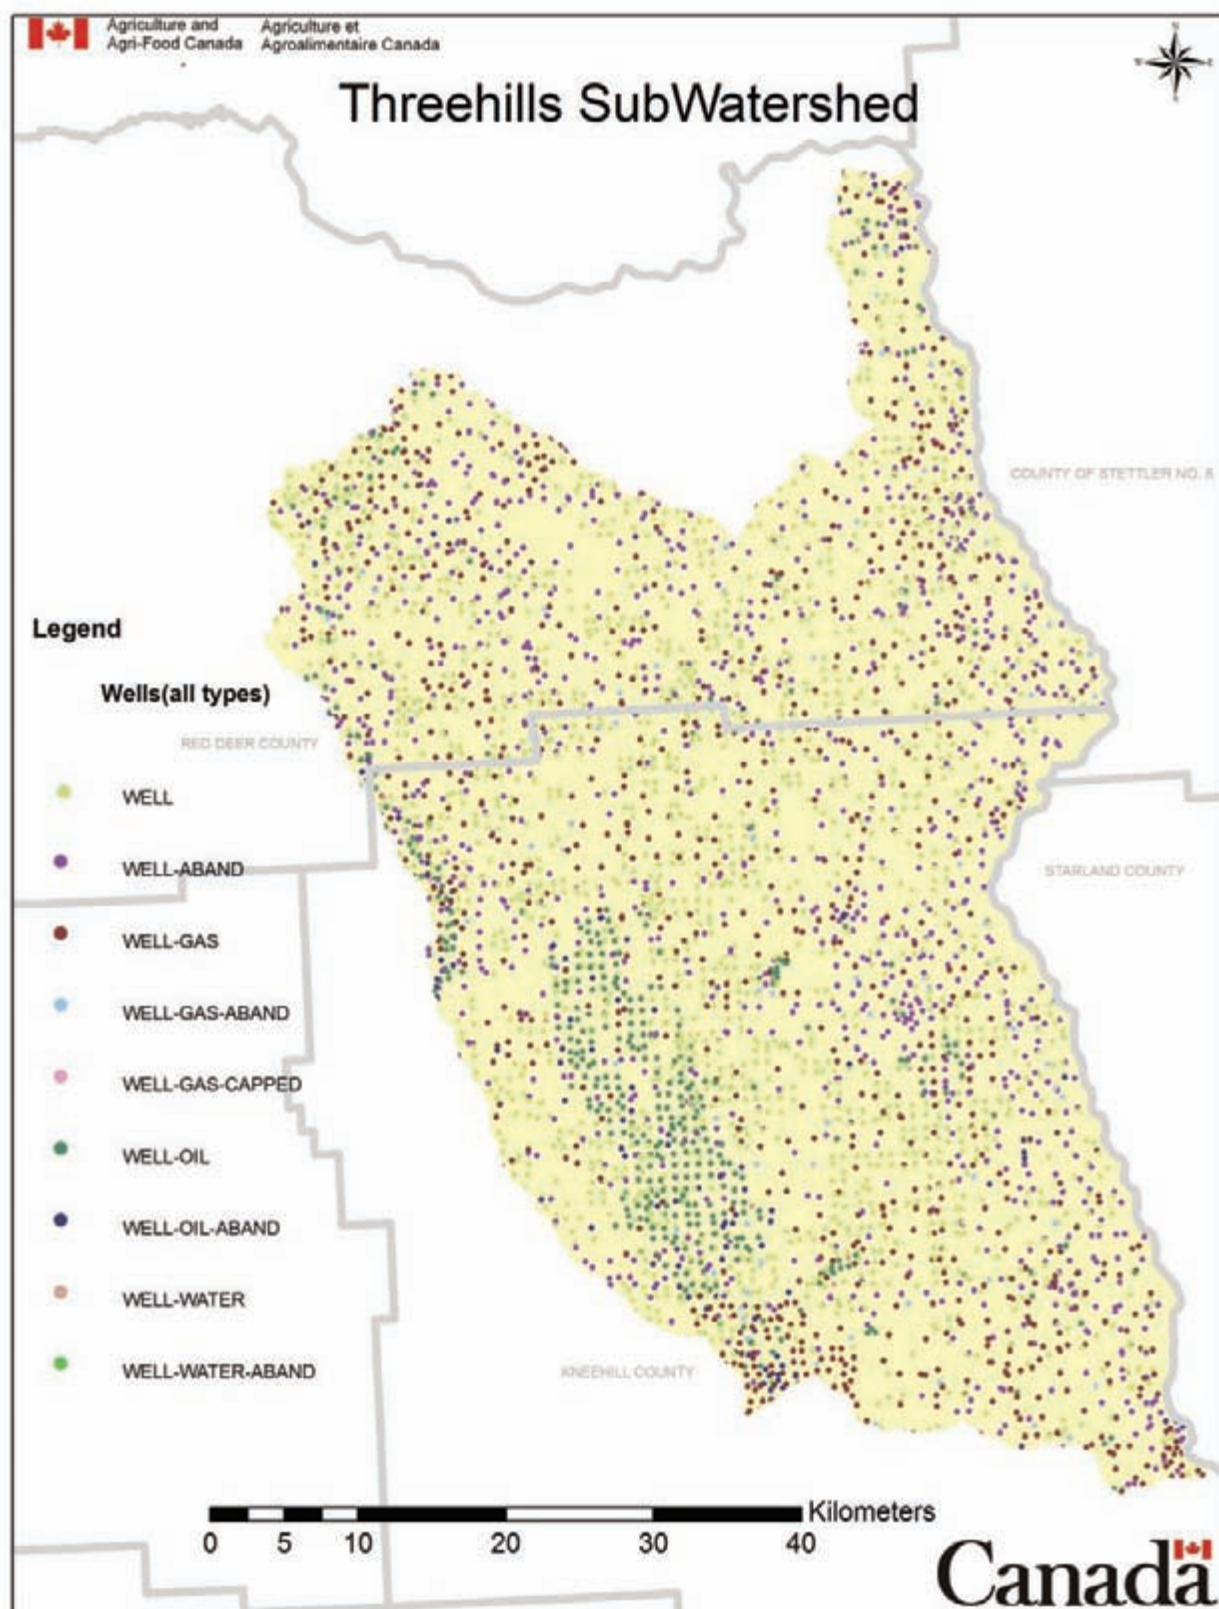 Agriculture and Agriculture et
Agri-Food Canada Agroalimentaire Canada
N
W E
S
Threehills SubWatershed
COUNTY OF STETTLER NO. 6
Legend
Wells(all types)
RED DEER COUNTY
WELL
WELL-ABAND
STARLAND COUNTY
WELL-GAS
WELL-GAS-ABAND
WELL-GAS-CAPPED
WELL-OIL
WELL-OIL-ABAND
WELL-WATER
WELL-WATER-ABAND
KNEEHILL COUNTY
Kilometers
0 5 10 20 30 40
Canada